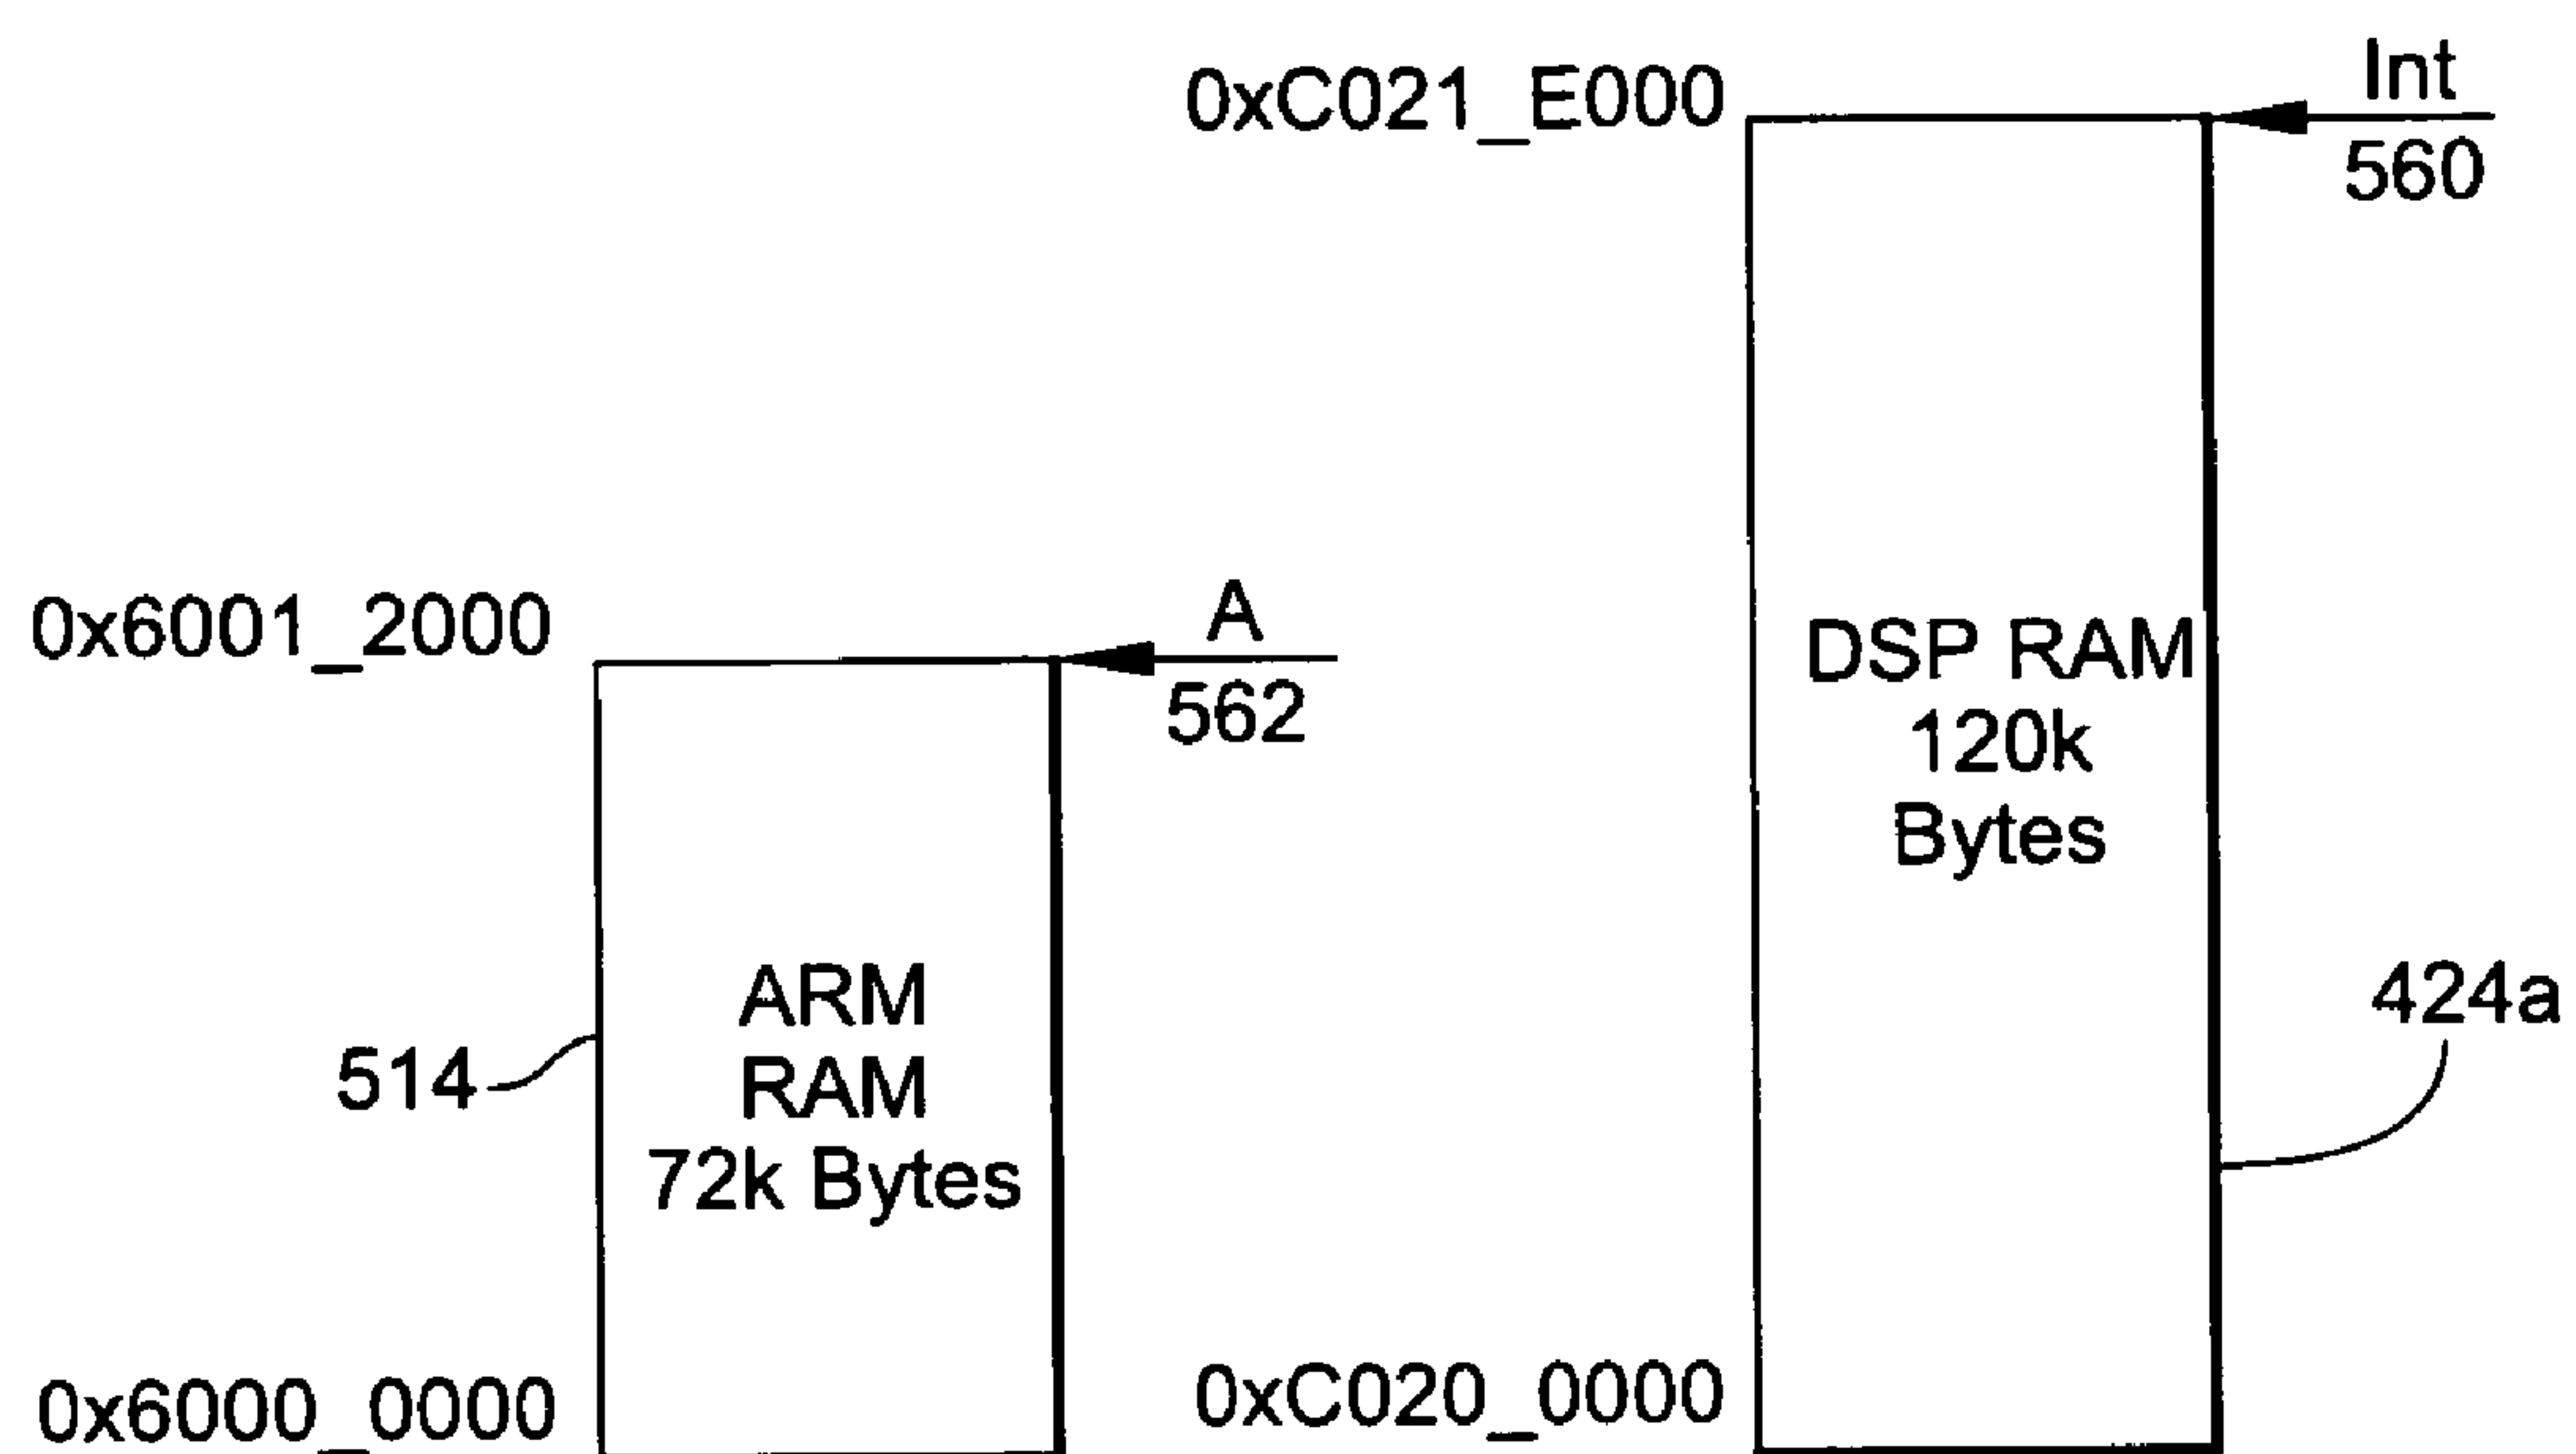 0xC021_E000
Int
560
0x6001_2000
A
562
DSP RAM
120k
Bytes
ARM
RAM
72k Bytes
514
424a
0x6000_0000
0xC020_0000